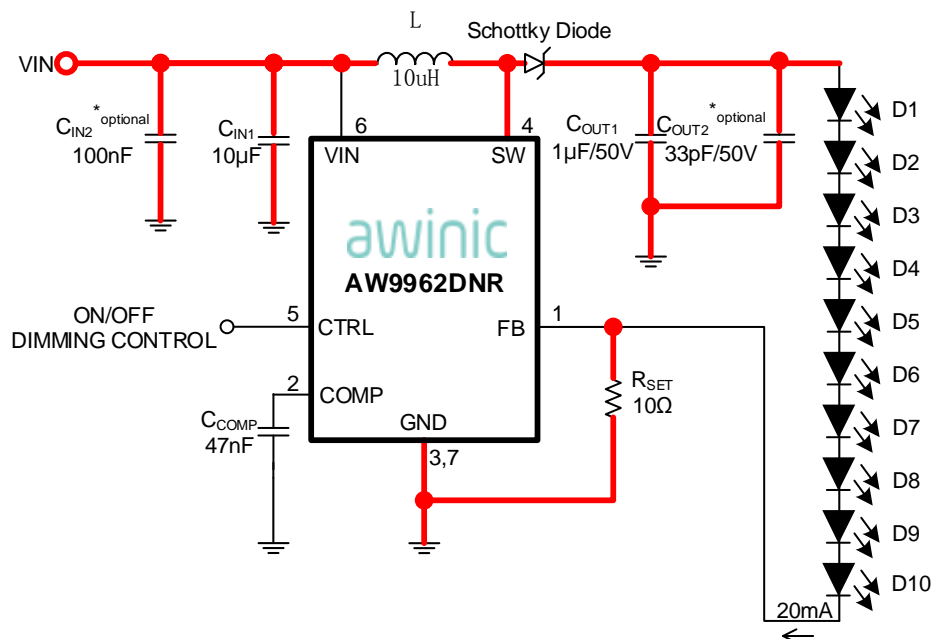 L
Schottky Diode
VIN
10uH
CIN2
*optional
100nF
CIN1
10µF
6
4
VIN
SW
COUT1
1µF/50V
COUT2
*optional
33pF/50V
awinic
AW9962DNR
ON/OFF
DIMMING CONTROL
5
CTRL
FB
1
2
COMP
CCOMP
47nF
GND
3,7
RSET
10Ω
D1
D2
D3
D4
D5
D6
D7
D8
D9
D10
20mA